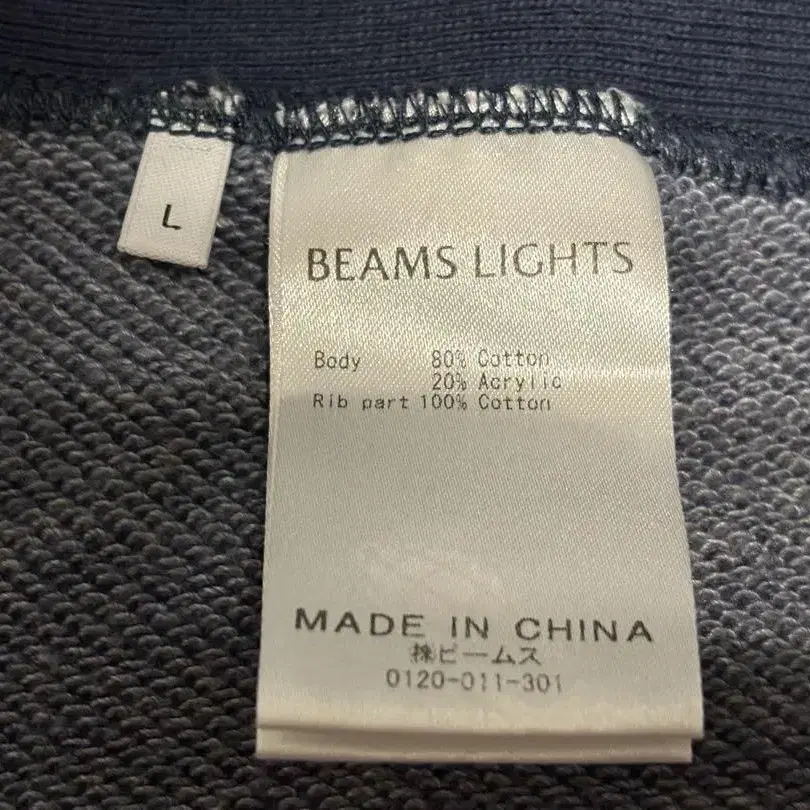 L
BEAMS LIGHTS
Body 80% Cotton
20% Acrylic
Rib part 100% Cotton
MADE IN CHINA
㈱ビームス
0120-011-301